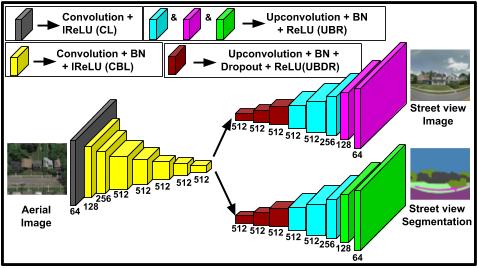 Convolution +
lReLU (CL)
& &
Upconvolution + BN
+ ReLU (UBR)
Convolution + BN
+ lReLU (CBL)
Upconvolution + BN +
Dropout + ReLU(UBDR)
512 512 512 512 512 256 128 64
Street view
Image
Aerial
Image
64 128 256 512 512 512 512 512
512 512 512 512 512 512 128 64
Street view
Segmentation